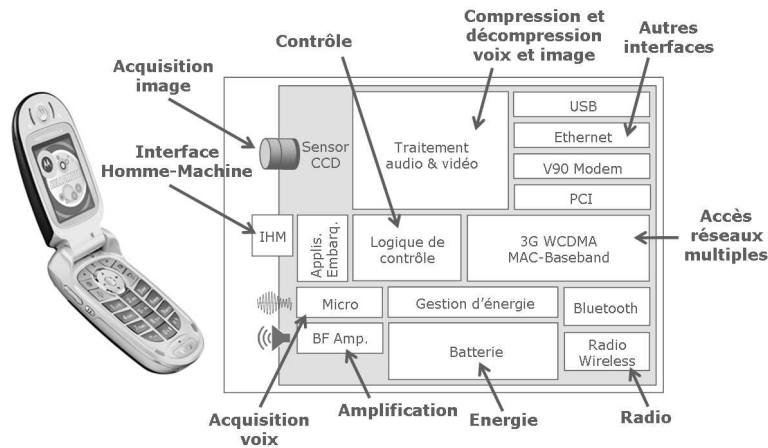 Compression et
décompression
voix et image
Autres
interfaces
Contrôle
Acquisition
image
Interface
Homme-Machine
Sensor
CCD
Traitement
audio & vidéo
USB
Ethernet
V90 Modem
PCI
IHM
Applis.
Embarq.
Logique de
contrôle
3G WCDMA
MAC-Baseband
Accès
réseaux
multiples
Micro
Gestion d'énergie
Bluetooth
BF Amp.
Batterie
Radio
Wireless
Acquisition
voix
Amplification
Energie
Radio